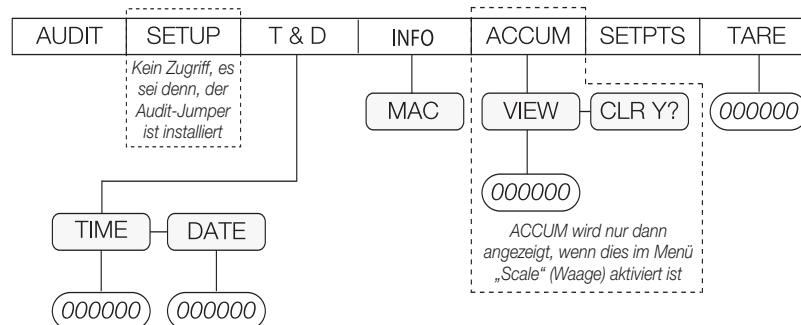 AUDIT SETUP T & D INFO ACCUM SETPTS TARE
Kein Zugriff, es
sei denn, der
Audit-Jumper
ist installiert
MAC VIEW CLR Y? 000000
000000
TIME DATE
ACCUM wird nur dann
angezeigt, wenn dies im Menü
„Scale“ (Waage) aktiviert ist
000000 000000